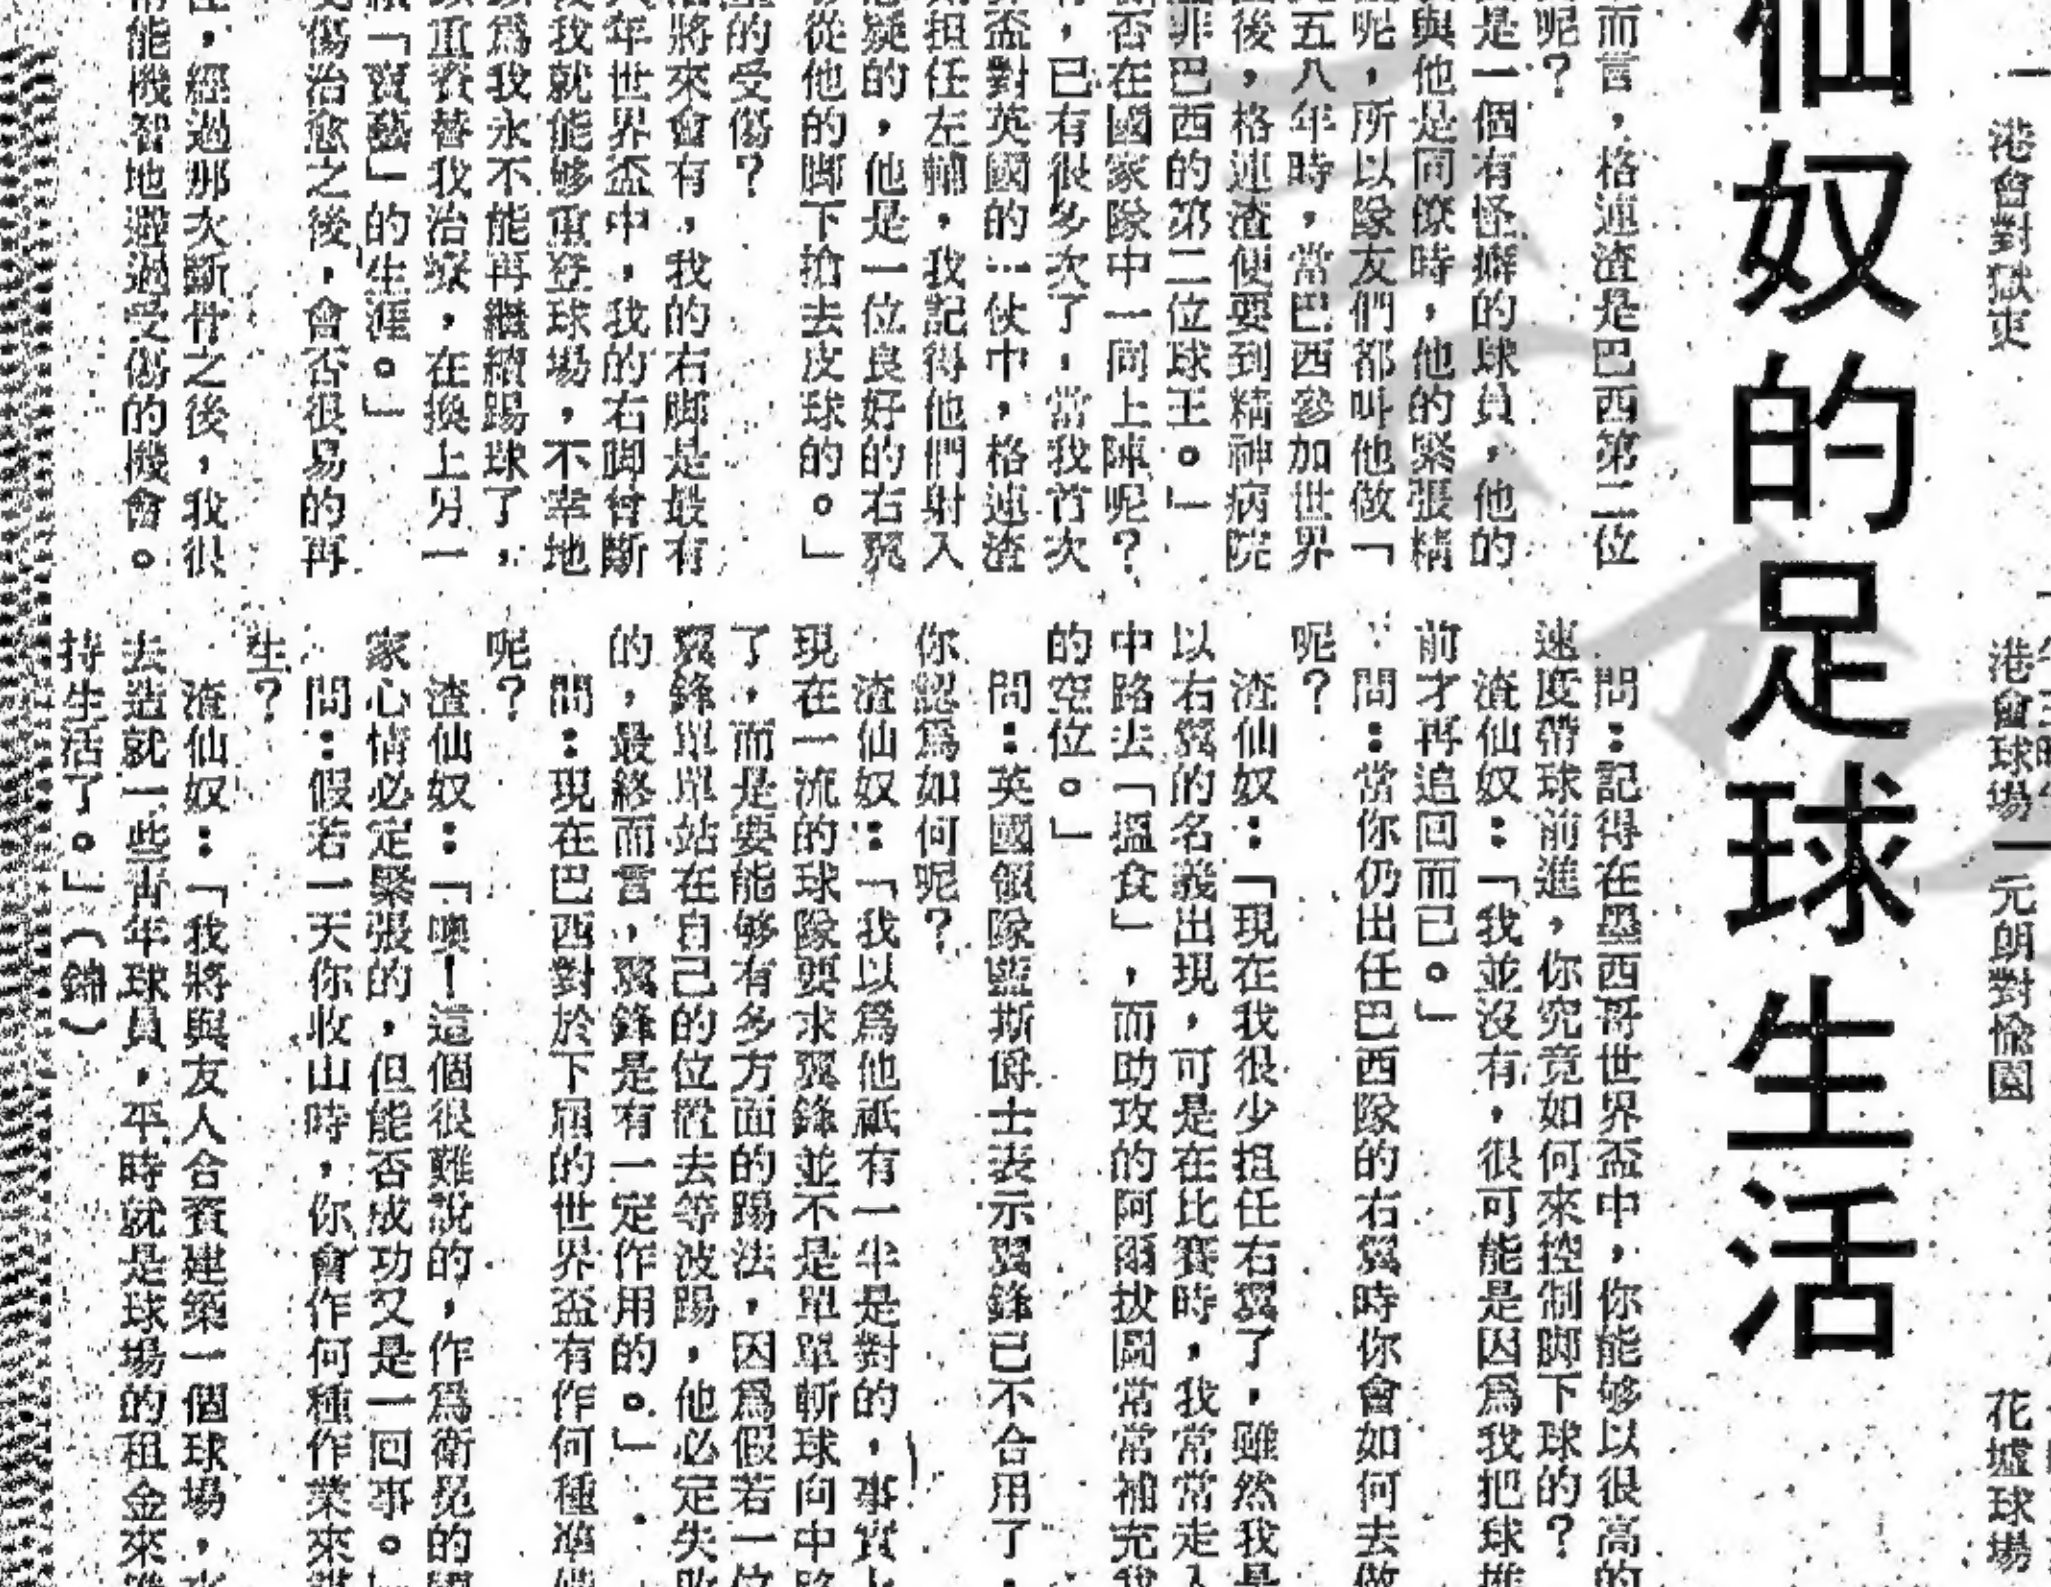 港會對獄吏
港會球場一元朗對愉園
花墟球場
仙奴的足球生活
而言，格連渣是巴西第二位
呢？
是一個有怪癖的球員，他的
與他是同僚時，他的緊張精
呢，所以隊友們都叫他做「
五八年時，當巴西參加世界
後，格連渣便要到精神病院
非巴西的第二位球王。」
否在國家隊中一同上陣呢？
，已有很多次了，當我首次
盃對英國的一仗中，格連渣
担任左輔，我記得他們射入
疑的，他是一位良好的右翼
從他的脚下搶去皮球的。」
的受傷？
將來會有，我的右脚是最有
年世界盃中，我的右脚曾斷
我就能够重登球場，不幸地
爲我永不能再繼續踢球了，
重資替我治療，在換上另一
「賣藝」的生涯。」
傷治愈之後，會否很易的再
，經過那次斷骨之後，我很
能機智地避過受傷的機會。
問：記得在墨西哥世界盃中，你能够以很高的
速度帶球前進，你究竟如何來控制脚下球的？
渣仙奴：「我並沒有，很可能是因爲我把球推
前才再追回而已。」
問：當你仍出任巴西隊的右翼時你會如何去做
呢？
渣仙奴：「現在我很少担任右翼了，雖然我是
以右翼的名義出現，可是在比賽時，我常常走入
中路去「搵食」，而助攻的阿爾拔圖常常補充我
的空位。」
問：英國領隊藍斯爵士表示翼鋒已不合用了，
你認爲如何呢？
渣仙奴：「我以爲他祗有一半是對的，事實上
現在一流的球隊要求翼鋒並不是單單斬球向中路
了，而是要能够有多方面的踢法，因爲假若一位
翼鋒單單站在自己的位置去等波踢，他必定失敗
的，最終而言，翼鋒是有一定作用的。」
問：現在巴西對於下屆的世界盃有作何種準備
呢？
渣仙奴：「噢！這個很難說的，作爲衛冕的國
家心情必定緊張的，但能否成功又是一回事。」
問：假若一天你收山時，你會作何種作業來謀
生？
渣仙奴：「我將與友人合資建築一個球場，來
去造就一些青年球員，平時就是球場的租金來維
持生活了。」（錦）